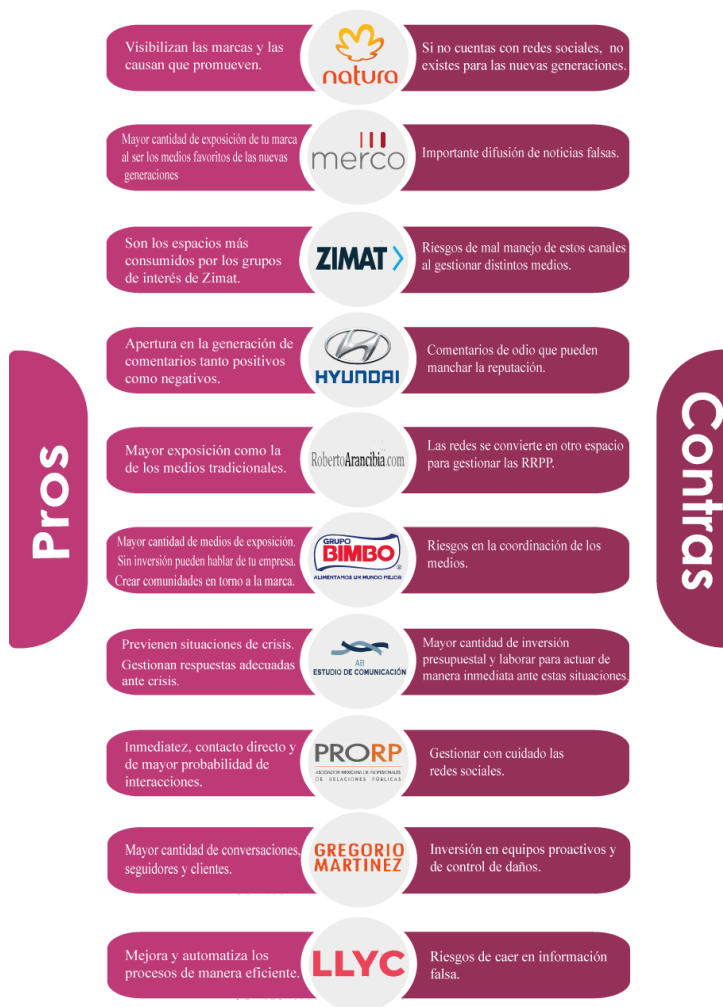 Pros
Contras
Visibilizan las marcas y las
causan que promueven.
natura
Si no cuentas con redes sociales, no
existes para las nuevas generaciones.
Mayor cantidad de exposición de tu marca
al ser los medios favoritos de las nuevas
generaciones
merco
Importante difusión de noticias falsas.
Son los espacios más
consumidos por los grupos
de interés de Zimat.
ZIMAT
Riesgos de mal manejo de estos canales
al gestionar distintos medios.
Apertura en la generación de
comentarios tanto positivos
como negativos.
HYUNDAI
Comentarios de odio que pueden
manchar la reputación.
Mayor exposición como la
de los medios tradicionales.
RobertoArancibia.com
Las redes se convierte en otro espacio
para gestionar las RRPP.
Mayor cantidad de medios de exposición.
Sin inversión pueden hablar de tu empresa.
Crear comunidades en torno a la marca.
GRUPO
BIMBO
®
ALIMENTAMOS UN MUNDO MEJOR
Riesgos en la coordinación de los
medios.
Previenen situaciones de crisis.
Gestionan respuestas adecuadas
ante crisis.
AB
ESTUDIO DE COMUNICACIÓN
Mayor cantidad de inversión
presupuestal y laborar para actuar de
manera inmediata ante estas situaciones.
Inmediatez, contacto directo y
de mayor probabilidad de
interacciones.
PRORP
ASOCIACIÓN MEXICANA DE PROFESIONALES
DE RELACIONES PÚBLICAS
Gestionar con cuidado las
redes sociales.
Mayor cantidad de conversaciones,
seguidores y clientes.
GREGORIO
MARTINEZ
Inversión en equipos proactivos y
de control de daños.
Mejora y automatiza los
procesos de manera eficiente.
LLYC
Riesgos de caer en información
falsa.